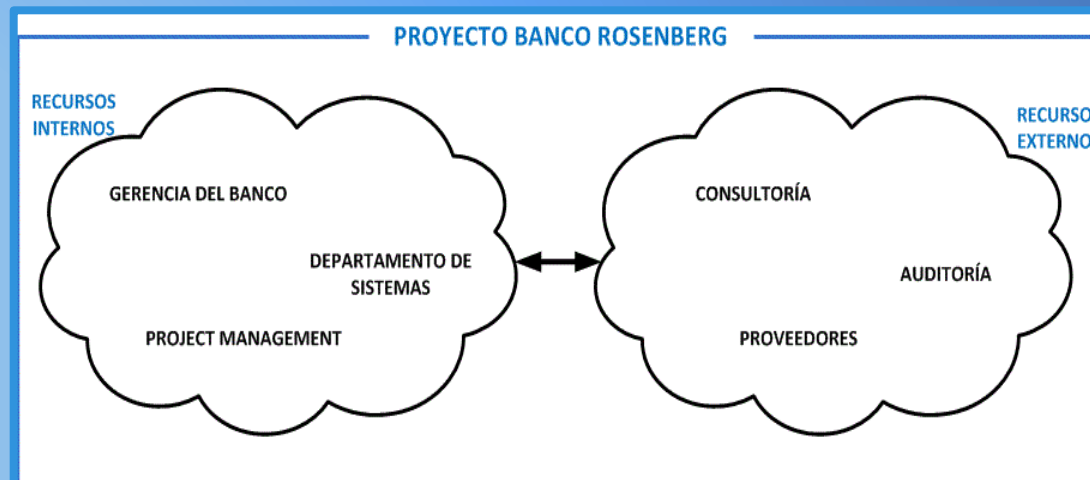 PROYECTO BANCO ROSENBERG
RECURSOS
INTERNOS
GERENCIA DEL BANCO
DEPARTAMENTO DE
SISTEMAS
PROJECT MANAGEMENT
RECURSO
EXTERNO
CONSULTORÍA
AUDITORÍA
PROVEEDORES